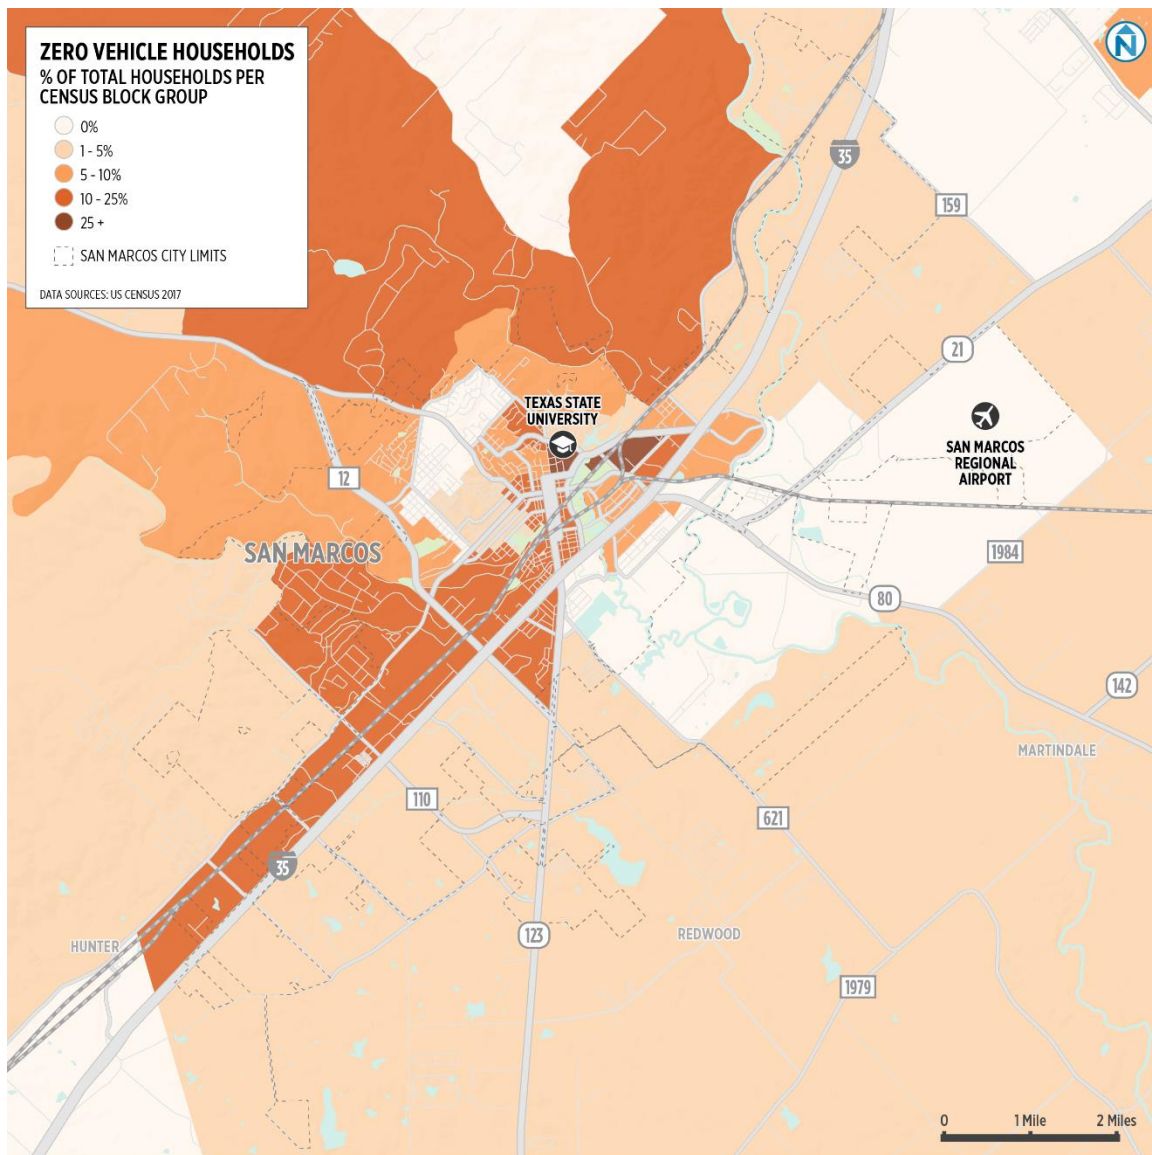 ZERO VEHICLE HOUSEHOLDS
% OF TOTAL HOUSEHOLDS PER
CENSUS BLOCK GROUP
0%
1 - 5%
5 - 10%
10 - 25%
25 +
SAN MARCOS CITY LIMITS
DATA SOURCES: US CENSUS 2017
N
35
159
21
TEXAS STATE
UNIVERSITY
SAN MARCOS
REGIONAL
AIRPORT
12
SAN MARCOS
1984
80
142
MARTINDALE
110
621
35
123
REDWOOD
HUNTER
1979
0
1 Mile
2 Miles